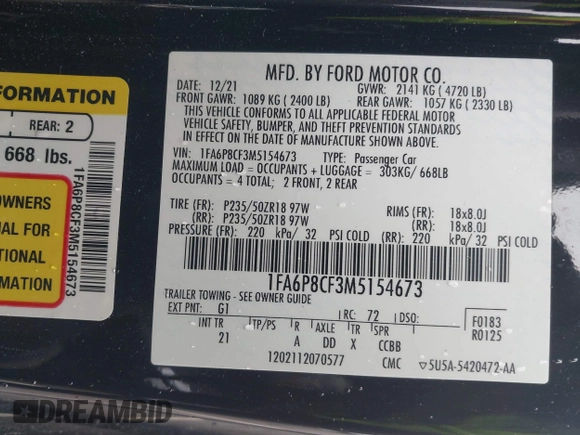 FORMATION
REAR: 2
668 lbs.
OWNERS
UAL FOR
TIONAL
TION
1FA6P8CF3M5154673
MFD. BY FORD MOTOR CO.
12/21 GVWR: 2141 KG ( 4720 LB)
FRONT GAWR: 1089 KG ( 2400 LB) REAR GAWR: 1057 KG ( 2330 LB)
THIS VEHICLE CONFORMS TO ALL APPLICABLE FEDERAL MOTOR
VEHICLE SAFETY, BUMPER, AND THEFT PREVENTION STANDARDS
IN EFFECT ON THE DATE OF MANUFACTURE SHOWN ABOVE.
VIN: 1FA6P8CF3M5154673 TYPE: Passenger Car
MAXIMUM LOAD = OCCUPANTS + LUGGAGE = 303KG/ 668LB
OCCUPANTS = 4 TOTAL; 2 FRONT, 2 REAR
TIRE (FR): P235/50ZR18 97W RIMS (FR): 18x8.0J
(RR): P235/50ZR18 97W (RR): 18x8.0J
PRESSURE (FR): 220 kPa/ 32 PSI COLD (RR): 220 kPa/ 32 PSI COLD
1FA6P8CF3M5154673
TRAILER TOWING - SEE OWNER GUIDE
EXT PNT: G1 RC: 72 DSO: F0183
INT TR TP/PS R AXLE TR SPR R0125
21 A DD X CCBB
1202112070577 CMC 5U5A-5420472-AA
DREAMBID